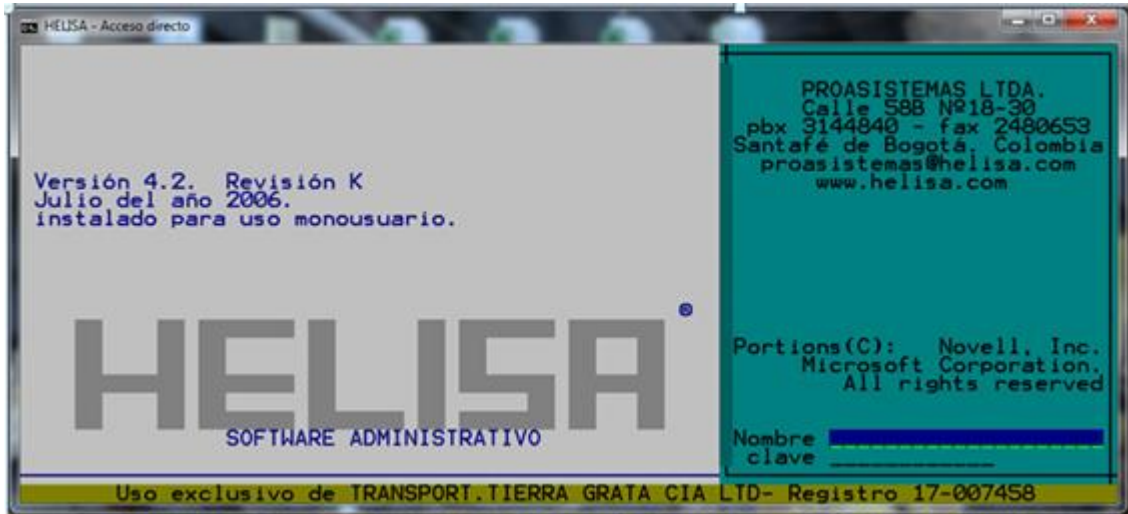 HELISA - Acceso directo
PROASISTEMAS LTDA.
Calle 58B Nº18-30
pbx 3144840 - fax 2480653
Santafé de Bogotá, Colombia
proasistemas@helisa.com
www.helisa.com
Versión 4.2. Revisión K
Julio del año 2006.
instalado para uso monousuario.
HELISA ®
SOFTWARE ADMINISTRATIVO
Portions(C): Novell, Inc.
Microsoft Corporation.
All rights reserved
Nombre
clave
Uso exclusivo de TRANSPORT.TIERRA GRATA CIA LTD- Registro 17-007458